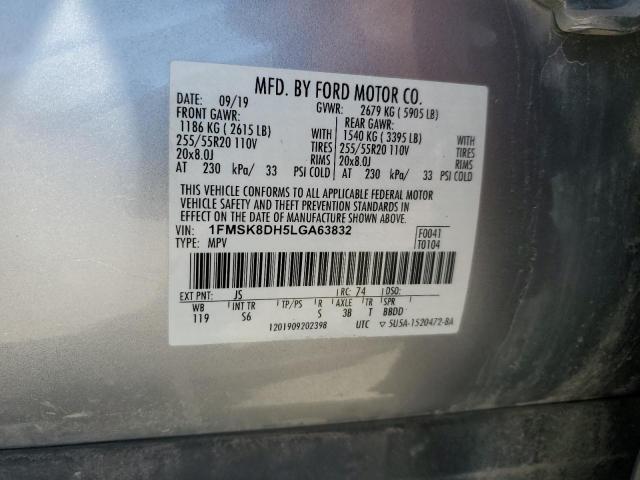 MFD. BY FORD MOTOR CO.
DATE: 09/19 GVWR: 2679 KG ( 5905 LB)
FRONT GAWR: REAR GAWR:
1186 KG ( 2615 LB) WITH 1540 KG ( 3395 LB) WITH
255/55R20 110V TIRES 255/55R20 110V TIRES
20x8.0J RIMS 20x8.0J RIMS
AT 230 kPa/ 33 PSI COLD AT 230 kPa/ 33 PSI COLD
THIS VEHICLE CONFORMS TO ALL APPLICABLE FEDERAL MOTOR
VEHICLE SAFETY AND THEFT PREVENTION STANDARDS IN
EFFECT ON THE DATE OF MANUFACTURE SHOWN ABOVE.
VIN: 1FMSK8DH5LGA63832 F0041
TYPE: MPV T0104
EXT PNT: JS RC: 74 DSO:
WB INT TR TP/PS R AXLE TR SPR
119 S6 S 3B T BBDD
1201909202398 UTC ▽ 5U5A-1520472-BA